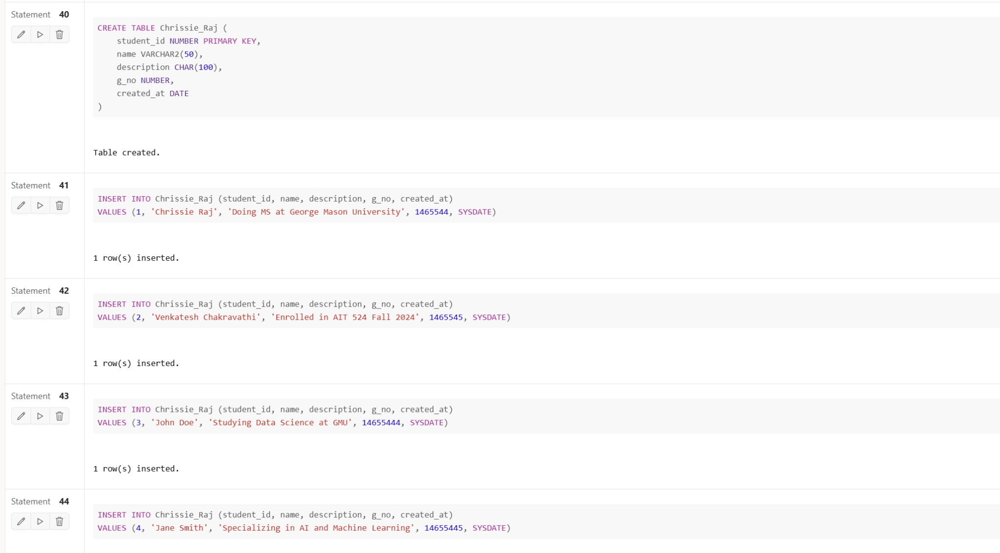 Statement 40
CREATE TABLE Chrissie_Raj (
    student_id NUMBER PRIMARY KEY,
    name VARCHAR2(50),
    description CHAR(100),
    g_no NUMBER,
    created_at DATE
)
Table created.
Statement 41
INSERT INTO Chrissie_Raj (student_id, name, description, g_no, created_at)
VALUES (1, 'Chrissie Raj', 'Doing MS at George Mason University', 1465544, SYSDATE)
1 row(s) inserted.
Statement 42
INSERT INTO Chrissie_Raj (student_id, name, description, g_no, created_at)
VALUES (2, 'Venkatesh Chakravathi', 'Enrolled in AIT 524 Fall 2024', 1465545, SYSDATE)
1 row(s) inserted.
Statement 43
INSERT INTO Chrissie_Raj (student_id, name, description, g_no, created_at)
VALUES (3, 'John Doe', 'Studying Data Science at GMU', 14655444, SYSDATE)
1 row(s) inserted.
Statement 44
INSERT INTO Chrissie_Raj (student_id, name, description, g_no, created_at)
VALUES (4, 'Jane Smith', 'Specializing in AI and Machine Learning', 14655445, SYSDATE)